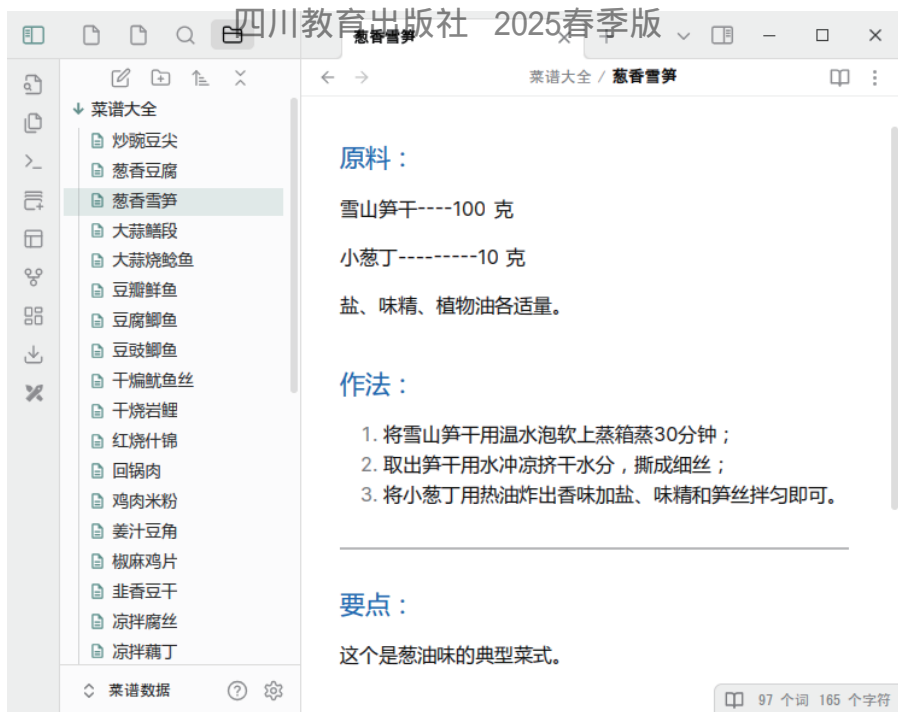 四川教育出版社 2025春季版
葱香雪笋
菜谱大全 / 葱香雪笋
菜谱大全
炒豌豆尖
葱香豆腐
葱香雪笋
大蒜鳝段
大蒜烧鲶鱼
豆瓣鲜鱼
豆腐鲫鱼
豆豉鲫鱼
干煸鱿鱼丝
干烧岩鲤
红烧什锦
回锅肉
鸡肉米粉
姜汁豆角
椒麻鸡片
韭香豆干
凉拌腐丝
凉拌藕丁
菜谱数据
原料：
雪山笋干----100 克
小葱丁---------10 克
盐、味精、植物油各适量。
作法：
1. 将雪山笋干用温水泡软上蒸箱蒸30分钟；
2. 取出笋干用水冲凉挤干水分，撕成细丝；
3. 将小葱丁用热油炸出香味加盐、味精和笋丝拌匀即可。
要点：
这个是葱油味的典型菜式。
97 个词 165 个字符